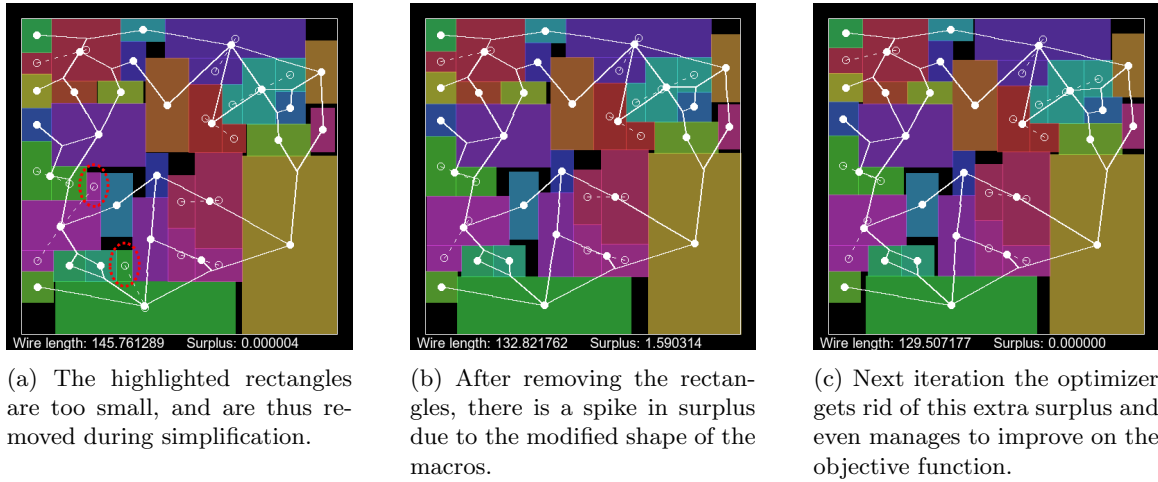 Wire length: 145.761289 Surplus: 0.000004
Wire length: 132.821762 Surplus: 1.590314
Wire length: 129.507177 Surplus: 0.000000
(a) The highlighted rectangles
are too small, and are thus re-
moved during simplification.
(b) After removing the rectan-
gles, there is a spike in surplus
due to the modified shape of the
macros.
(c) Next iteration the optimizer
gets rid of this extra surplus and
even manages to improve on the
objective function.